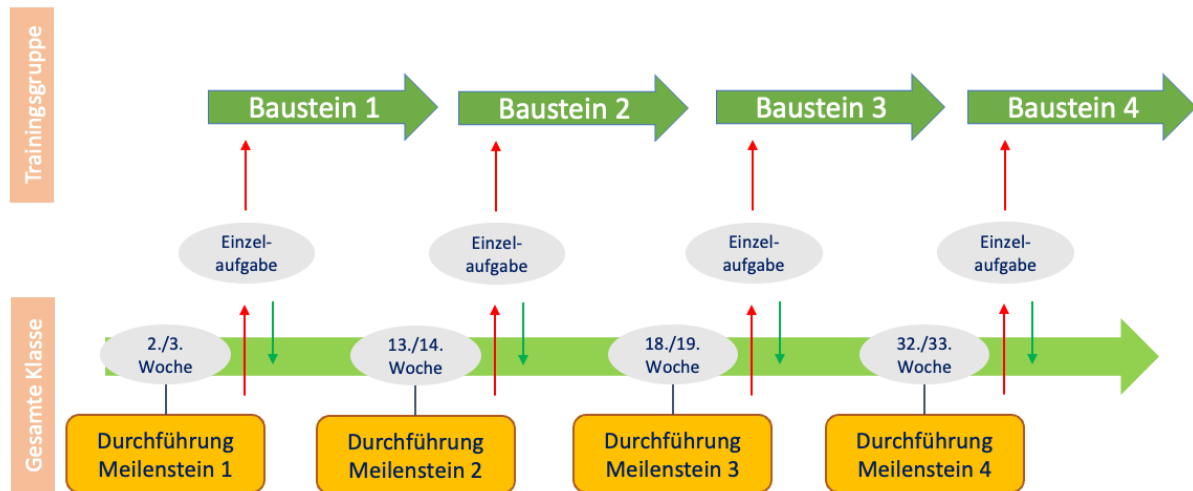 Trainingsgruppe
Baustein 1
Baustein 2
Baustein 3
Baustein 4
Einzel-
aufgabe
Einzel-
aufgabe
Einzel-
aufgabe
Einzel-
aufgabe
Gesamte Klasse
2./3.
Woche
13./14.
Woche
18./19.
Woche
32./33.
Woche
Durchführung
Meilenstein 1
Durchführung
Meilenstein 2
Durchführung
Meilenstein 3
Durchführung
Meilenstein 4